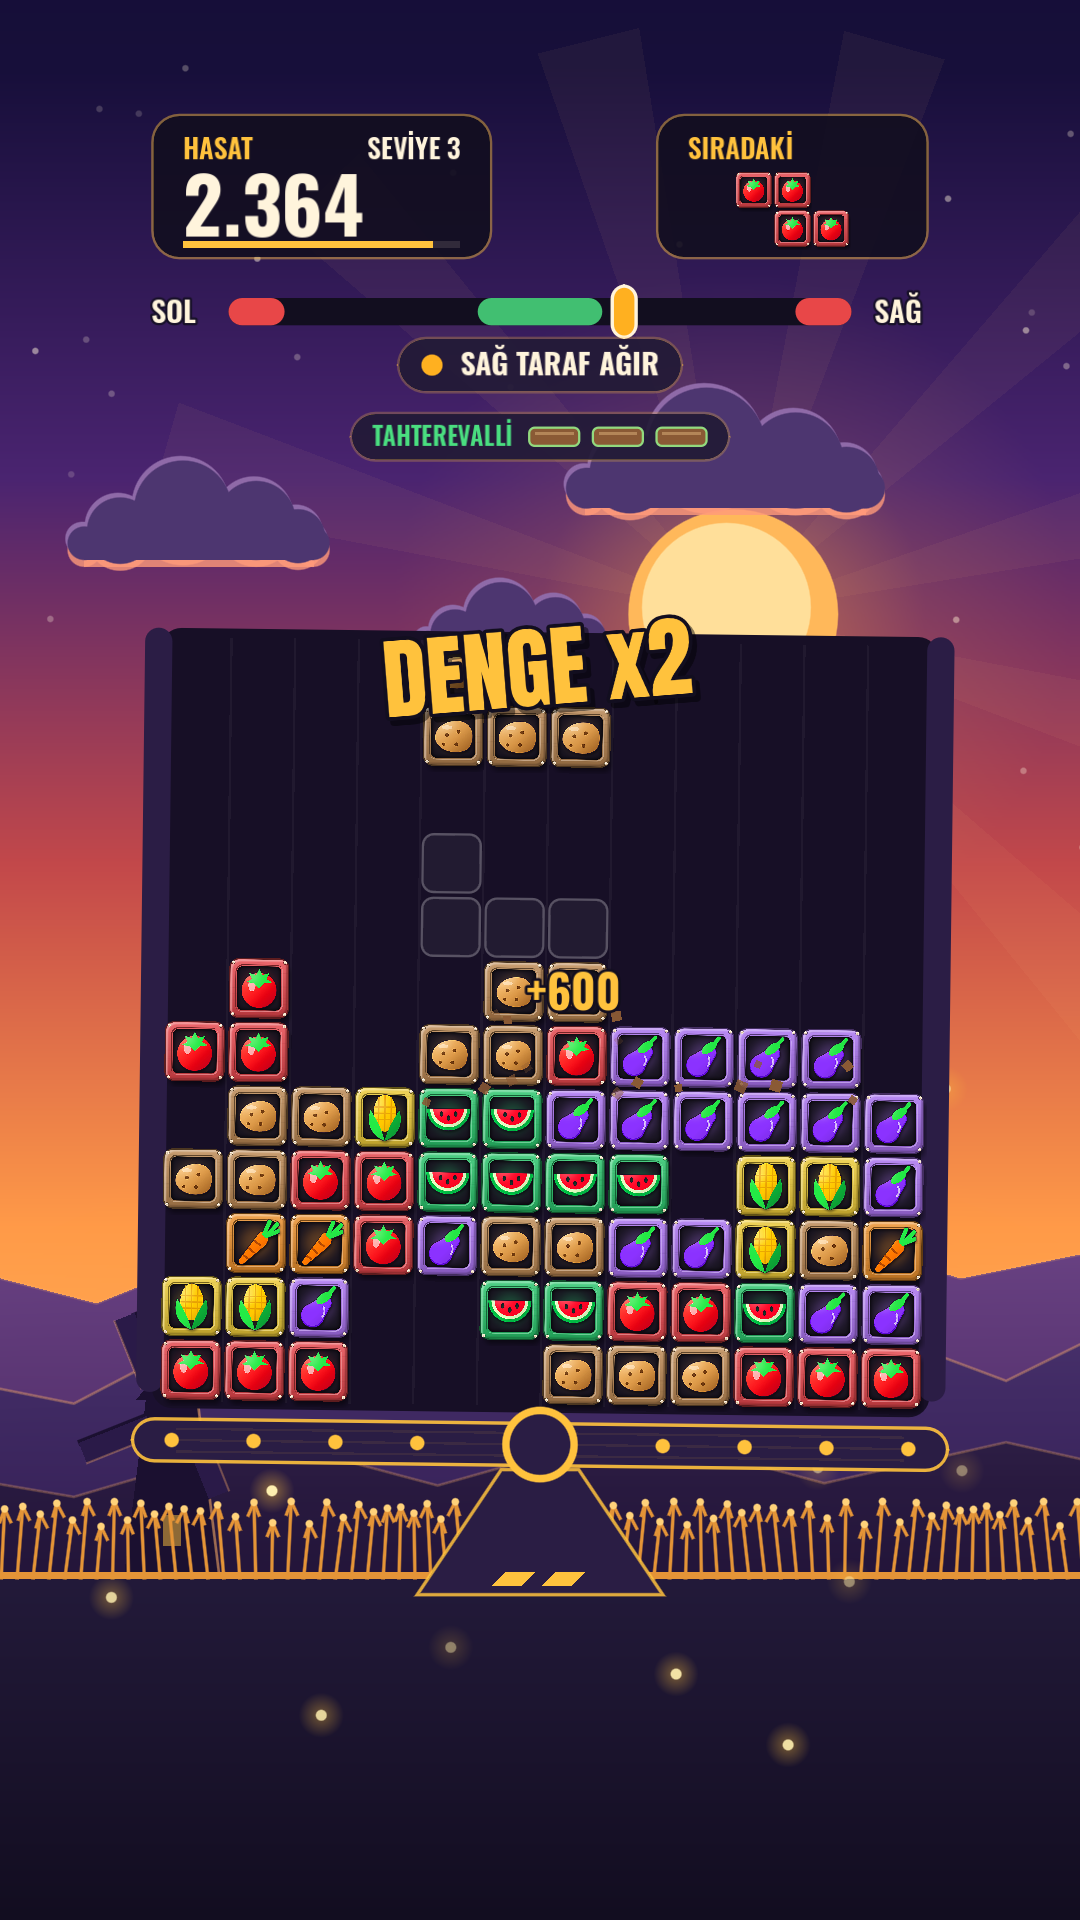 HASAT SEVİYE 3
2.364
SIRADAKİ
SOL SAĞ
SAĞ TARAF AĞIR
TAHTEREVALLİ
DENGE x2
+600